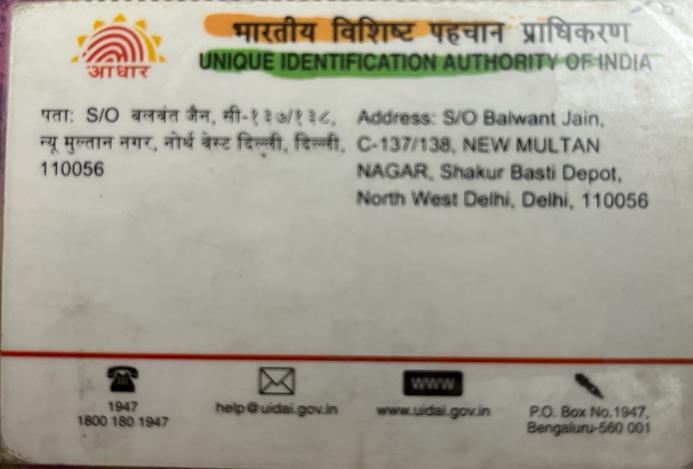 भारतीय विशिष्ट पहचान प्राधिकरण
UNIQUE IDENTIFICATION AUTHORITY OF INDIA
आधार
पता: S/O बलवंत जैन, सी-१३७/१३८,
न्यू मुल्तान नगर, नोर्थ वेस्ट दिल्ली, दिल्ली,
110056
Address: S/O Balwant Jain,
C-137/138, NEW MULTAN
NAGAR, Shakur Basti Depot,
North West Delhi, Delhi, 110056
1947
1800 180 1947
help@uidai.gov.in
www
www.uidai.gov.in
P.O. Box No.1947,
Bengaluru-560 001